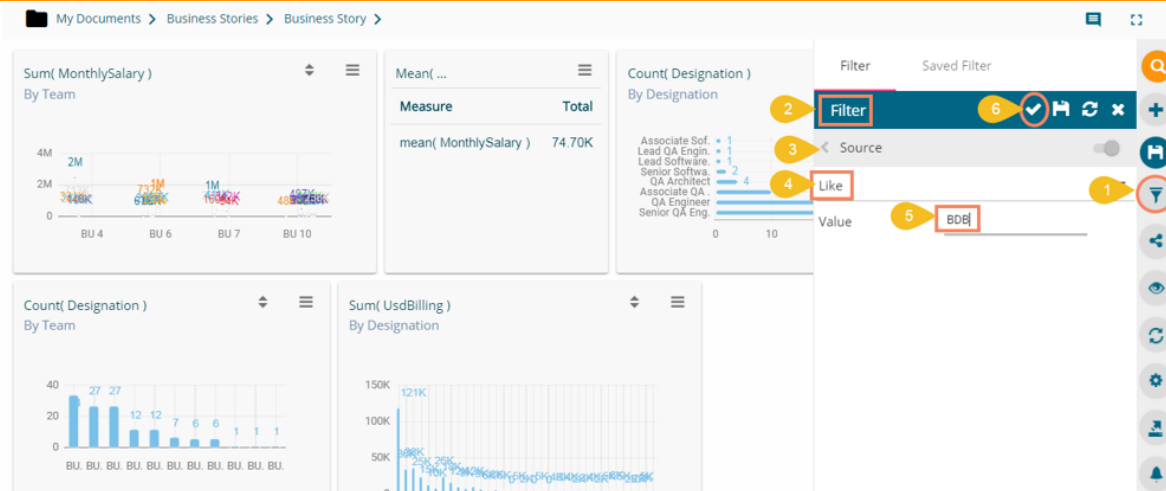 My Documents > Business Stories > Business Story >
Sum( MonthlySalary )
By Team
4M
2M
0
2M
1M
1M
BU 4 BU 6 BU 7 BU 10
Mean( ...
Measure Total
mean( MonthlySalary ) 74.70K
Count( Designation )
By Designation
Associate Sof. 1
Lead QA Engin. 1
Lead Software. 1
Senior Softwa. 2
QA Architect 4
Associate QA .
QA Engineer
Senior QA Eng.
0 10
Filter Saved Filter
2 Filter 6
3 Source
4 Like 1
Value 5 BDB
Count( Designation )
By Team
40
20
0
27 27 12 12 7 6 6 1 1 1
BU. BU. BU. BU. BU. BU. BU. BU. BU. BU. BU.
Sum( UsdBilling )
By Designation
150K
121K
100K
50K
0